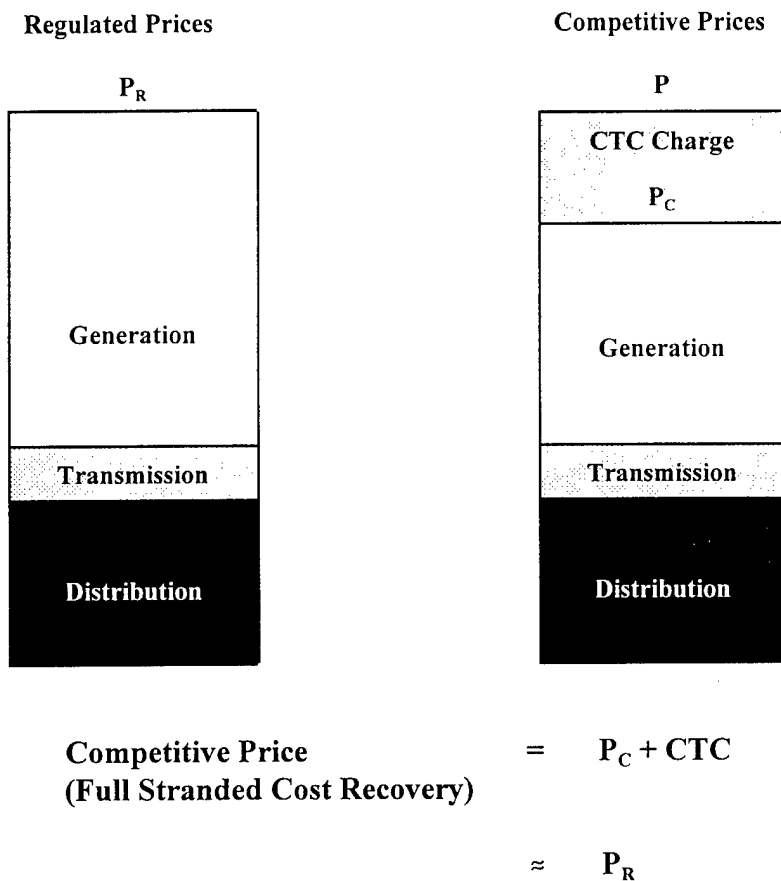 Regulated Prices
Competitive Prices
P_R
P
CTC Charge
P_C
Generation
Generation
Transmission
Transmission
Distribution
Distribution
Competitive Price = P_C + CTC
(Full Stranded Cost Recovery)
≈ P_R